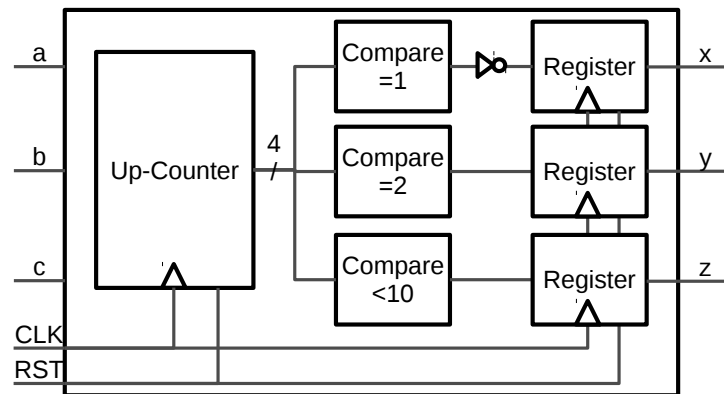 a
b
c
CLK
RST
Up-Counter
4
/
Compare
=1
Compare
=2
Compare
<10
Register
Register
Register
x
y
z